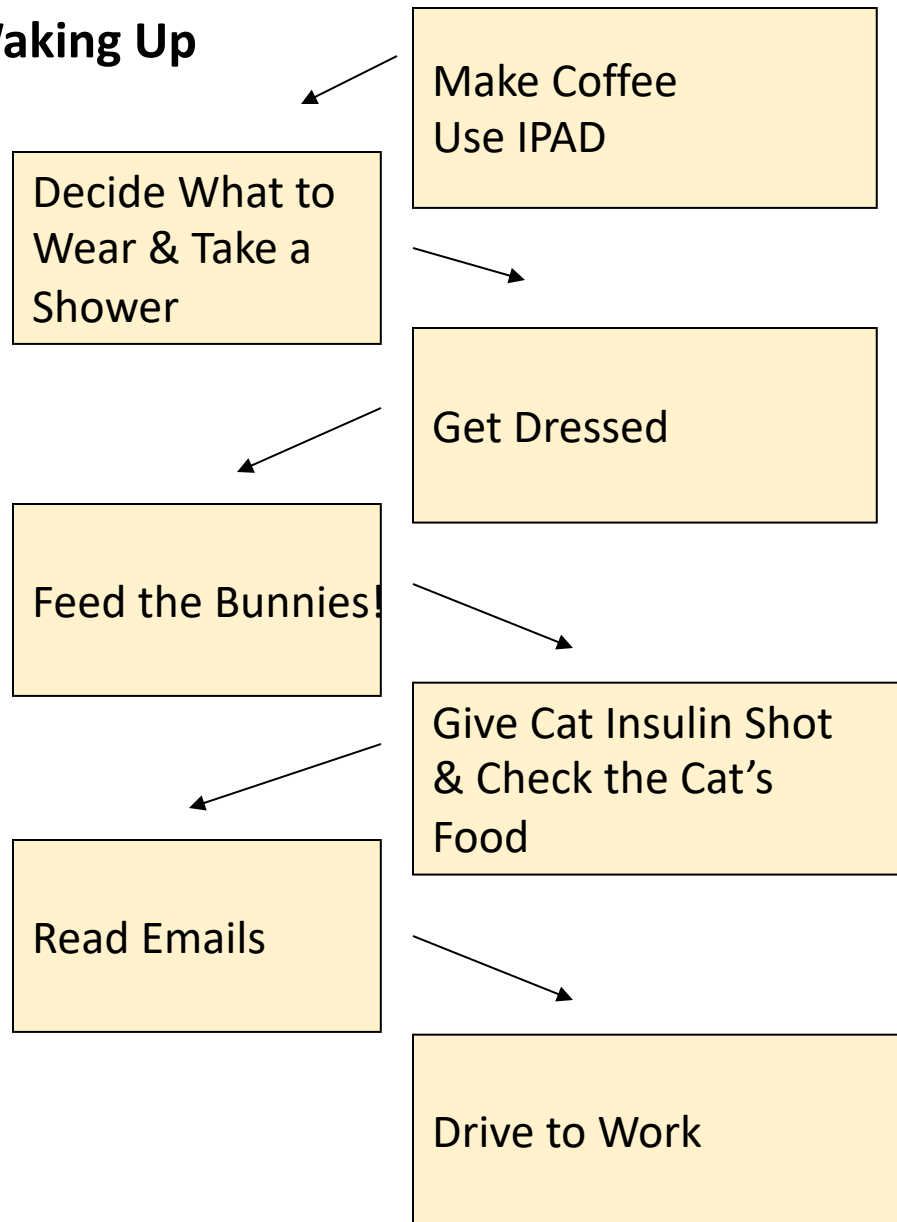 Waking Up
Make Coffee
Use IPAD
Decide What to
Wear & Take a
Shower
Get Dressed
Feed the Bunnies!
Give Cat Insulin Shot
& Check the Cat’s
Food
Read Emails
Drive to Work